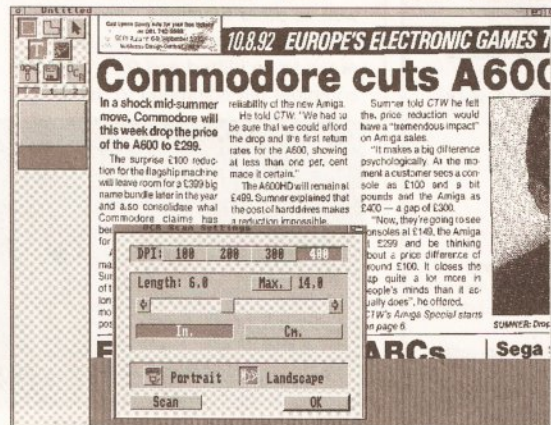 Untitled
10.8.92 EUROPE'S ELECTRONIC GAMES
Commodore cuts A600
In a shock mid-summer
move, Commodore will
this week drop the price
of the A600 to £299.
The surprise £100 reduc-
tion for the flagship machine
will leave room for a £399 big
name bundle later in the year
and also consolidate what
Commodore claims has
reliability of the new Amiga.
He told CTW: "We had to
be sure that we could afford
the drop and the first return
rates for the A600, showing
at less than one per, cent
made it certain."
The A600HD will remain at
£499. Sumner explained that
the cost of hard drives makes
a reduction impossible.
Sumner told CTW he felt
the price reduction would
have a "tremendous impact"
on Amiga sales.
"It makes a big difference
psychologically. At the mo-
ment a customer sees a con-
sole as £100 and a bit
pounds and the Amiga as
£400 — a gap of £300.
"Now, they're going to see
consoles at £149, the Amiga
at £299 and be thinking
about a price difference of
around £100. It closes the
gap quite a lot more in
people's minds than it ac-
tually does", he offered.
CTW's Amiga Special starts
on page 6.
SUMNER: Drop
ABCs
Sega
OCR Scan Settings
DPI: 100 200 300 400
Length: 6.0 Max. 14.0
In. Cm.
Portrait Landscape
Scan OK